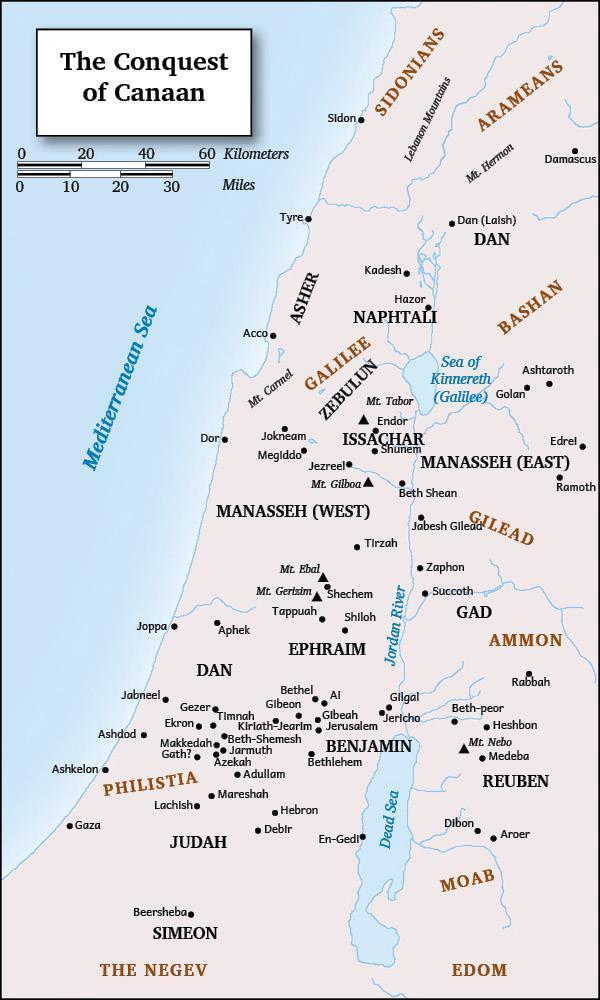 The Conquest
of Canaan
0 20 40 60 Kilometers
0 10 20 30 Miles
SIDONIANS
ARAMEANS
Sidon
Lebanon Mountains
Mt. Hermon
Damascus
Tyre
Dan (Laish)
DAN
Kadesh
ASHER
Hazor
NAPHTALI
BASHAN
Acco
GALILEE
Sea of
Kinnereth
(Galilee)
Ashtaroth
Golan
Mt. Carmel
ZEBULUN
Mt. Tabor
Mediterranean Sea
Endor
Jokneam
Dor
ISSACHAR
Edrei
Megiddo
Shunem
Jezreel
MANASSEH (EAST)
Mt. Gilboa
Beth Shean
Ramoth
MANASSEH (WEST)
Jabesh Gilead
GILEAD
Tirzah
Zaphon
Mt. Ebal
Mt. Gerizim
Shechem
Succoth
Tappuah
Shiloh
GAD
Jordan River
Joppa
Aphek
EPHRAIM
AMMON
DAN
Rabbah
Jabneel
Bethel
Ai
Gilgal
Gezer
Gibeon
Beth-peor
Timnah
Gibeah
Jericho
Ekron
Kiriath-Jearim
Jerusalem
Heshbon
Ashdod
Beth-Shemesh
Makkedah
BENJAMIN
Mt. Nebo
Jarmuth
Gath?
Azekah
Bethlehem
Medeba
Ashkelon
Adullam
PHILISTIA
REUBEN
Mareshah
Lachish
Hebron
Dead Sea
Gaza
Debir
Dibon
JUDAH
En-Gedi
Aroer
MOAB
Beersheba
SIMEON
THE NEGEV
EDOM